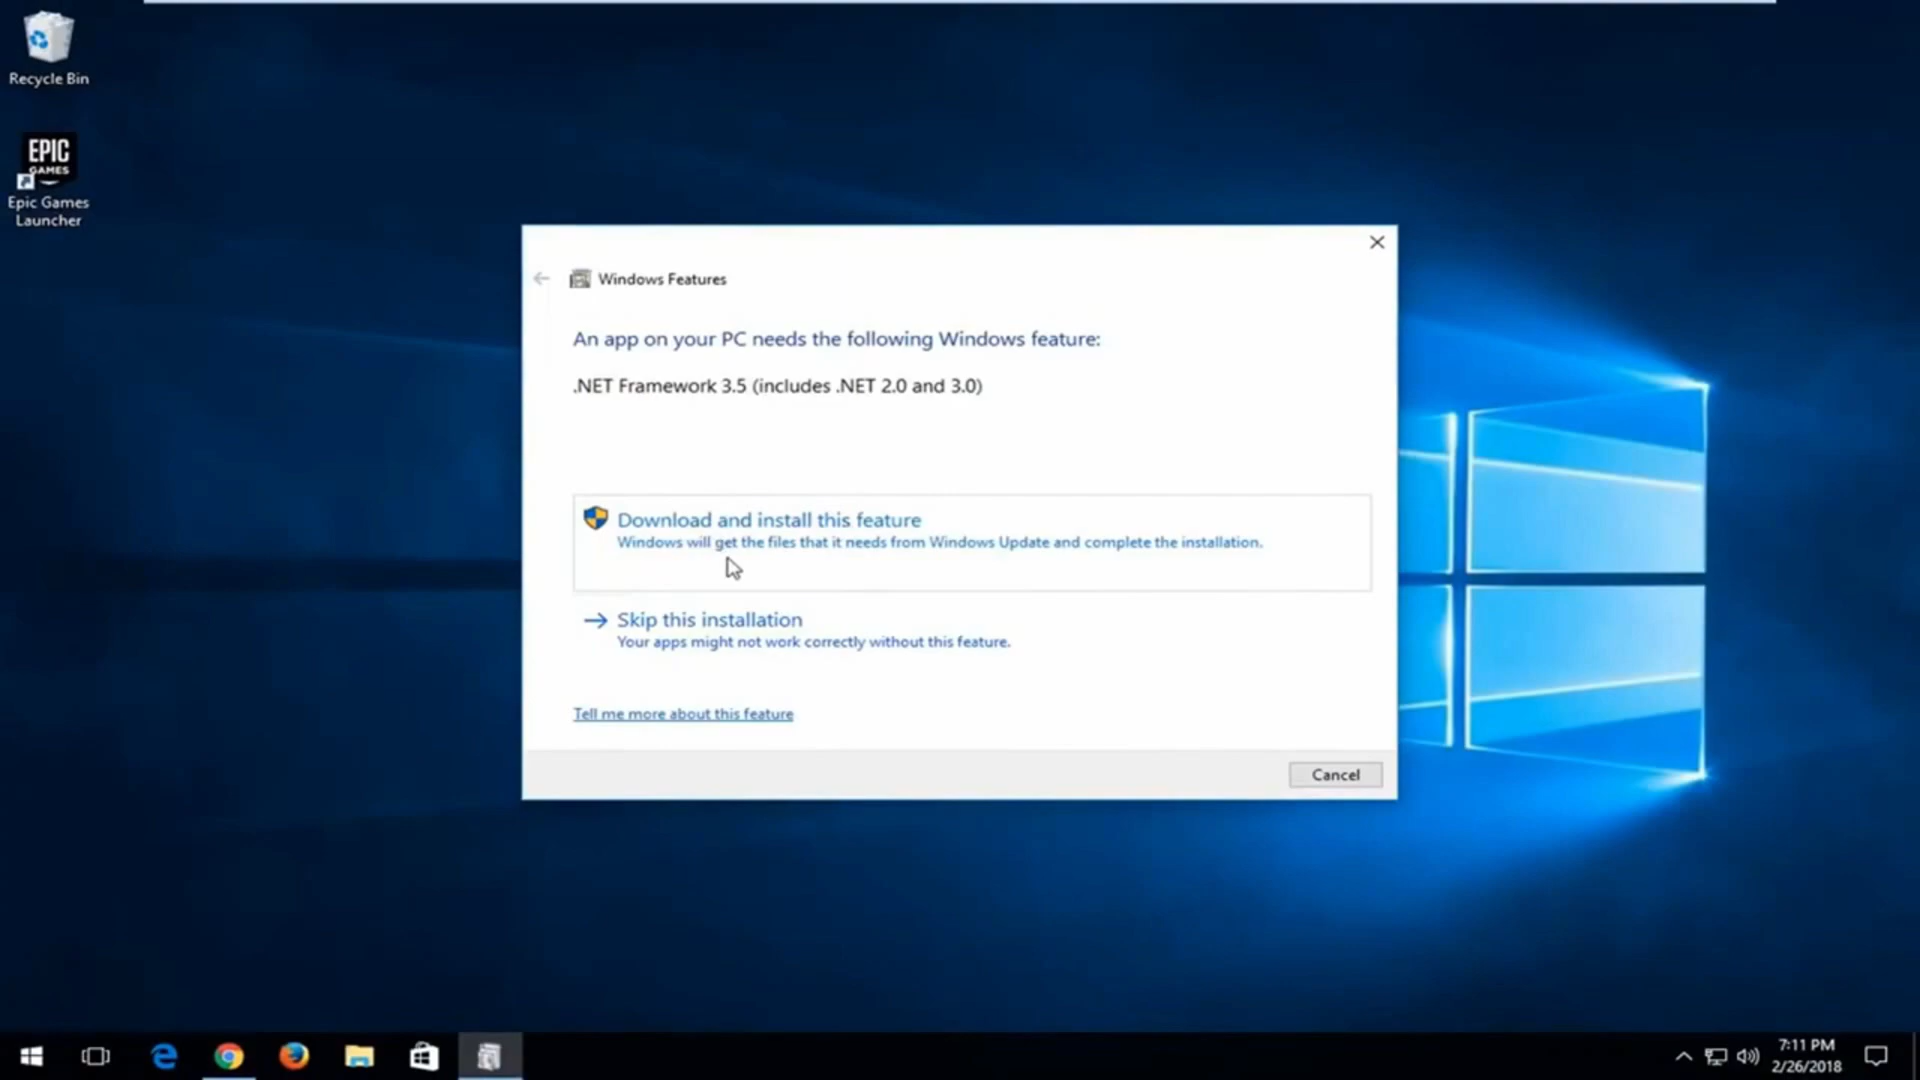 Recycle Bin
EPIC
GAMES
Epic Games
Launcher
Windows Features
An app on your PC needs the following Windows feature:
.NET Framework 3.5 (includes .NET 2.0 and 3.0)
Download and install this feature
Windows will get the files that it needs from Windows Update and complete the installation.
Skip this installation
Your apps might not work correctly without this feature.
Tell me more about this feature
Cancel
7:11 PM
2/26/2018